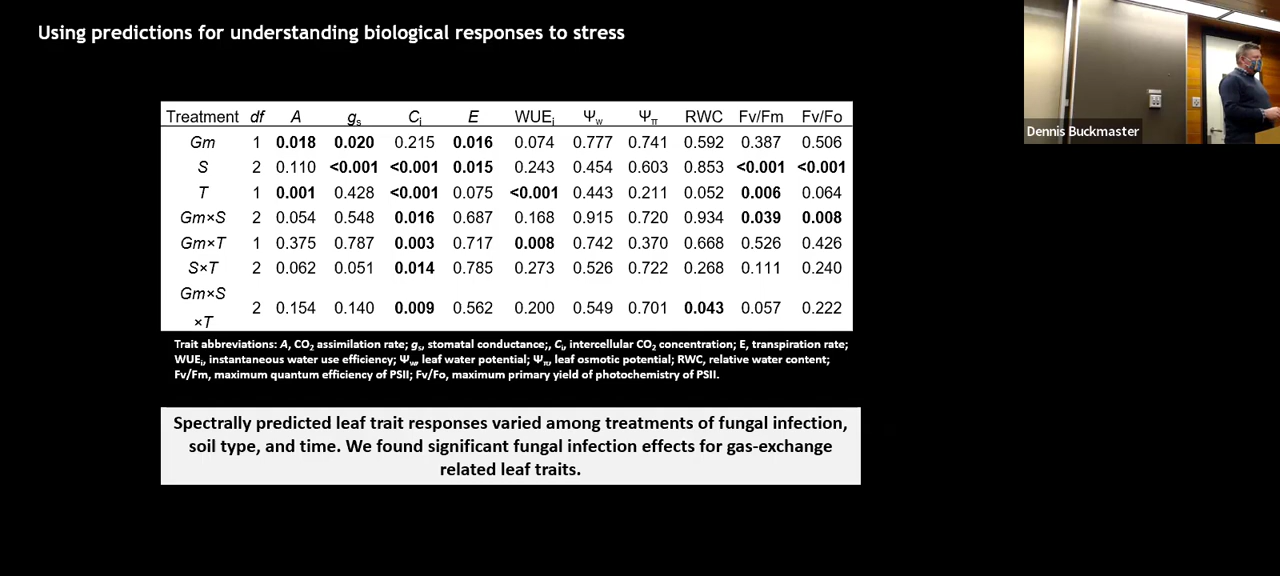 Using predictions for understanding biological responses to stress
Dennis Buckmaster
Treatment df A gs Ci E WUEi Ψw Ψπ RWC Fv/Fm Fv/Fo
Gm 1 0.018 0.020 0.215 0.016 0.074 0.777 0.741 0.592 0.387 0.506
S 2 0.110 <0.001 <0.001 0.015 0.243 0.454 0.603 0.853 <0.001 <0.001
T 1 0.001 0.428 <0.001 0.075 <0.001 0.443 0.211 0.052 0.006 0.064
Gm×S 2 0.054 0.548 0.016 0.687 0.168 0.915 0.720 0.934 0.039 0.008
Gm×T 1 0.375 0.787 0.003 0.717 0.008 0.742 0.370 0.668 0.526 0.426
S×T 2 0.062 0.051 0.014 0.785 0.273 0.526 0.722 0.268 0.111 0.240
Gm×S
2 0.154 0.140 0.009 0.562 0.200 0.549 0.701 0.043 0.057 0.222
×T
Trait abbreviations: A, CO2 assimilation rate; gs, stomatal conductance;, Ci, intercellular CO2 concentration; E, transpiration rate;
WUEi, instantaneous water use efficiency; Ψw, leaf water potential; Ψπ, leaf osmotic potential; RWC, relative water content;
Fv/Fm, maximum quantum efficiency of PSII; Fv/Fo, maximum primary yield of photochemistry of PSII.
Spectrally predicted leaf trait responses varied among treatments of fungal infection,
soil type, and time. We found significant fungal infection effects for gas-exchange
related leaf traits.